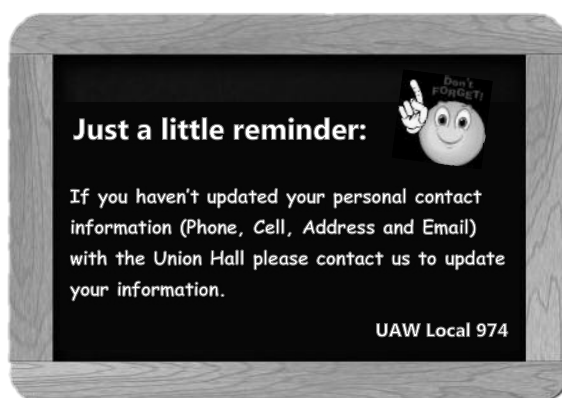 Don't
FORGET!
Just a little reminder:
If you haven't updated your personal contact
information (Phone, Cell, Address and Email)
with the Union Hall please contact us to update
your information.
UAW Local 974